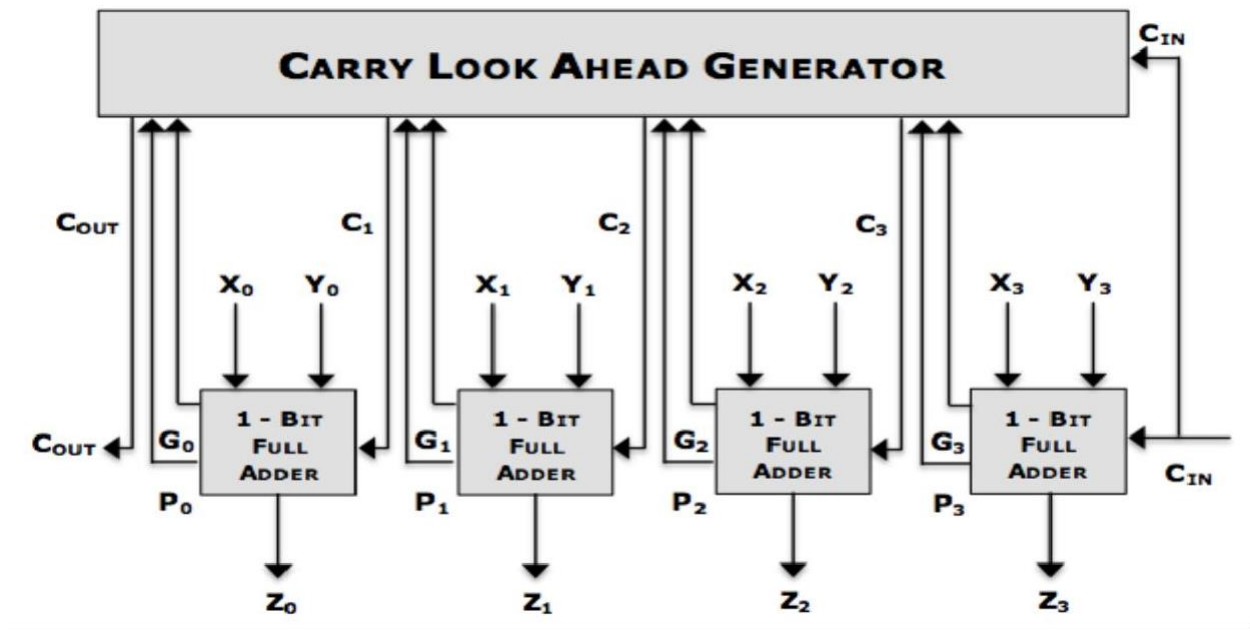 CIN
CARRY LOOK AHEAD GENERATOR
COUT C1 C2 C3
X0 Y0 X1 Y1 X2 Y2 X3 Y3
1 - BIT
FULL
ADDER
1 - BIT
FULL
ADDER
1 - BIT
FULL
ADDER
1 - BIT
FULL
ADDER
COUT G0 G1 G2 G3
CIN
P0 P1 P2 P3
Z0 Z1 Z2 Z3